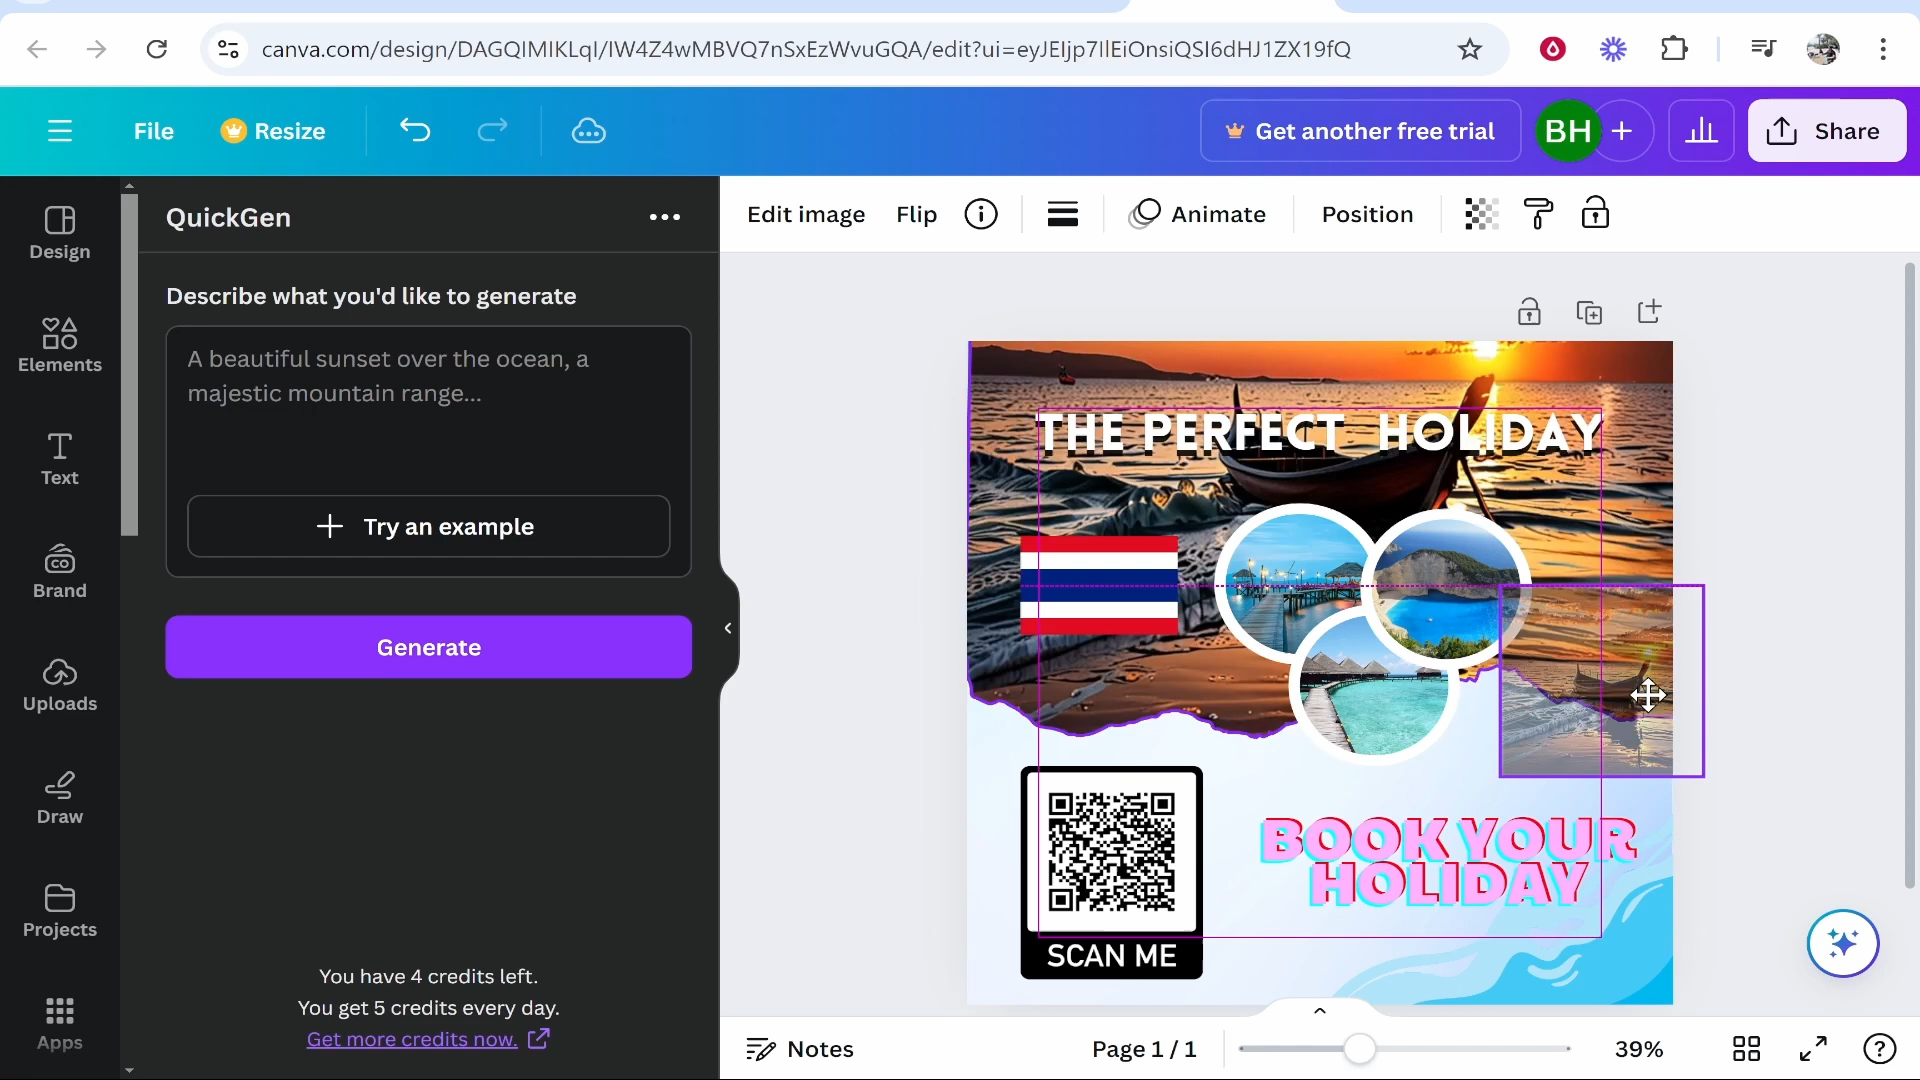 canva.com/design/DAGQIMIKLqI/IW4Z4wMBVQ7nSxEzWvuGQA/edit?ui=eyJEIjp7IlEiOnsiQSI6dHJ1ZX19fQ
File
Resize
Get another free trial
BH
Share
Design
Elements
Text
Brand
Uploads
Draw
Projects
Apps
QuickGen
Describe what you'd like to generate
A beautiful sunset over the ocean, a
majestic mountain range...
Try an example
Generate
You have 4 credits left.
You get 5 credits every day.
Get more credits now.
Edit image
Flip
Animate
Position
THE PERFECT HOLIDAY
SCAN ME
BOOK YOUR
HOLIDAY
Notes
Page 1 / 1
39%